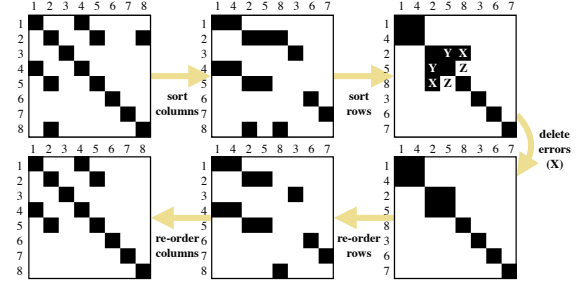 1 2 3 4 5 6 7 8 1 4 2 5 8 3 6 7 1 4 2 5 8 3 6 7
1 1 1
2 2 4
3 3 2 Y X
4 4 5 Y Z
5 5 8 X Z
6 sort 6 sort 3
7 columns 7 rows 6
8 8 7
delete
errors
(X)
1 2 3 4 5 6 7 8 1 4 2 5 8 3 6 7 1 4 2 5 8 3 6 7
1 1 1
2 2 4
3 3 2
4 4 5
5 5 8
6 re-order 6 re-order 3
7 columns 7 rows 6
8 8 7